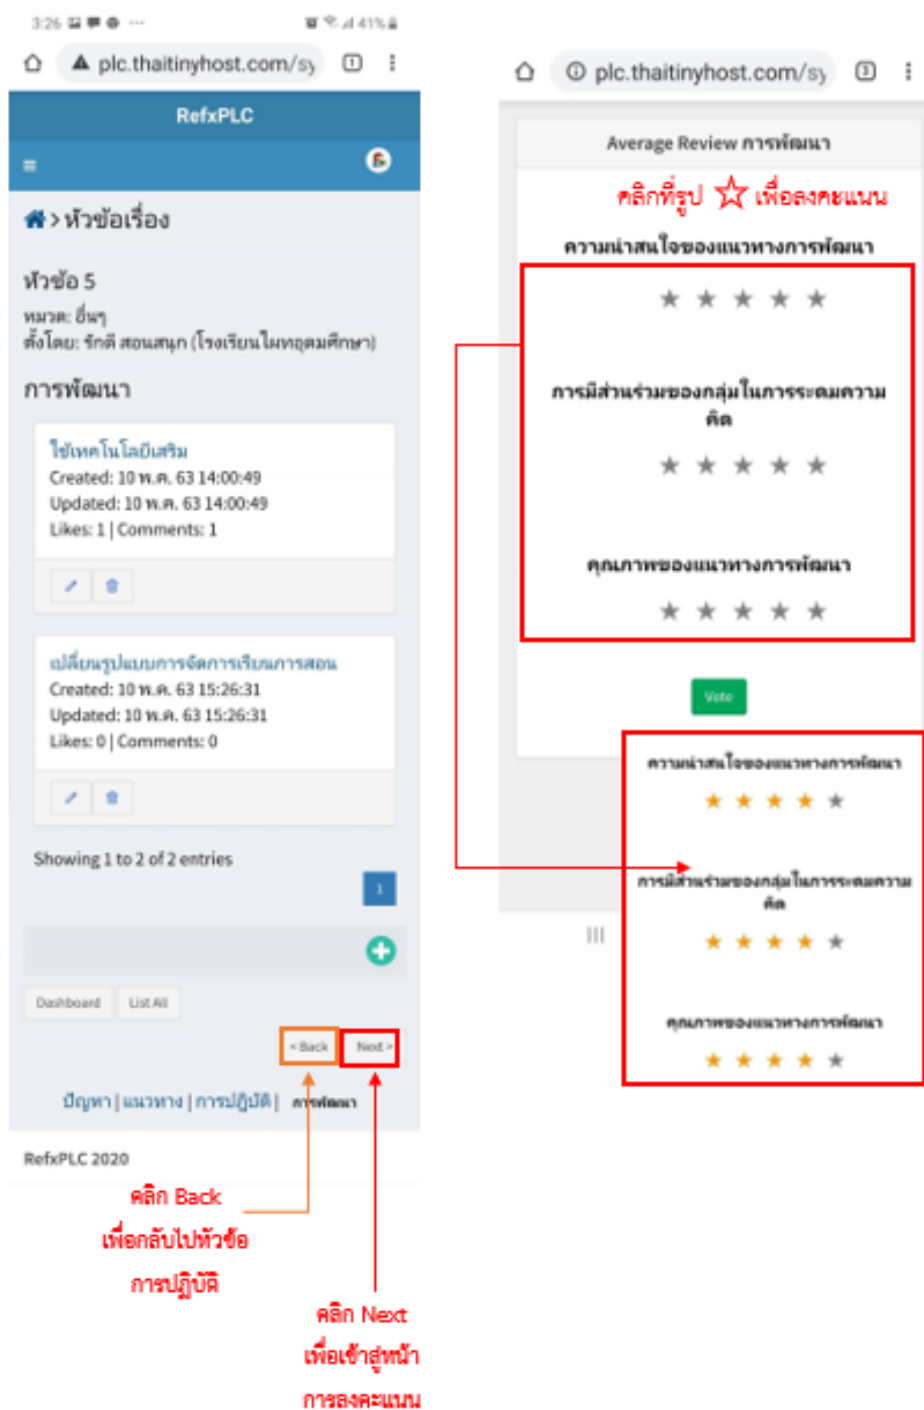 3:26
41%
plc.thaitinyhost.com/sy
1
RefxPLC
> หัวข้อเรื่อง
หัวข้อ 5
หมวด: อื่นๆ
ตั้งโดย: รักดี สอนสนุก (โรงเรียนไผทอุดมศึกษา)
การพัฒนา
ใช้เทคโนโลยีเสริม
Created: 10 พ.ค. 63 14:00:49
Updated: 10 พ.ค. 63 14:00:49
Likes: 1 | Comments: 1
เปลี่ยนรูปแบบการจัดการเรียนการสอน
Created: 10 พ.ค. 63 15:26:31
Updated: 10 พ.ค. 63 15:26:31
Likes: 0 | Comments: 0
Showing 1 to 2 of 2 entries
1
Dashboard List All
< Back Next >
ปัญหา | แนวทาง | การปฏิบัติ | การพัฒนา
RefxPLC 2020
คลิก Back
เพื่อกลับไปหัวข้อ
การปฏิบัติ
คลิก Next
เพื่อเข้าสู่หน้า
การลงคะแนน
plc.thaitinyhost.com/sy
3
Average Review การพัฒนา
คลิกที่รูป ☆ เพื่อลงคะแนน
ความน่าสนใจของแนวทางการพัฒนา
การมีส่วนร่วมของกลุ่มในการระดมความ
คิด
คุณภาพของแนวทางการพัฒนา
Vote
ความน่าสนใจของแนวทางการพัฒนา
การมีส่วนร่วมของกลุ่มในการระดมความ
คิด
คุณภาพของแนวทางการพัฒนา